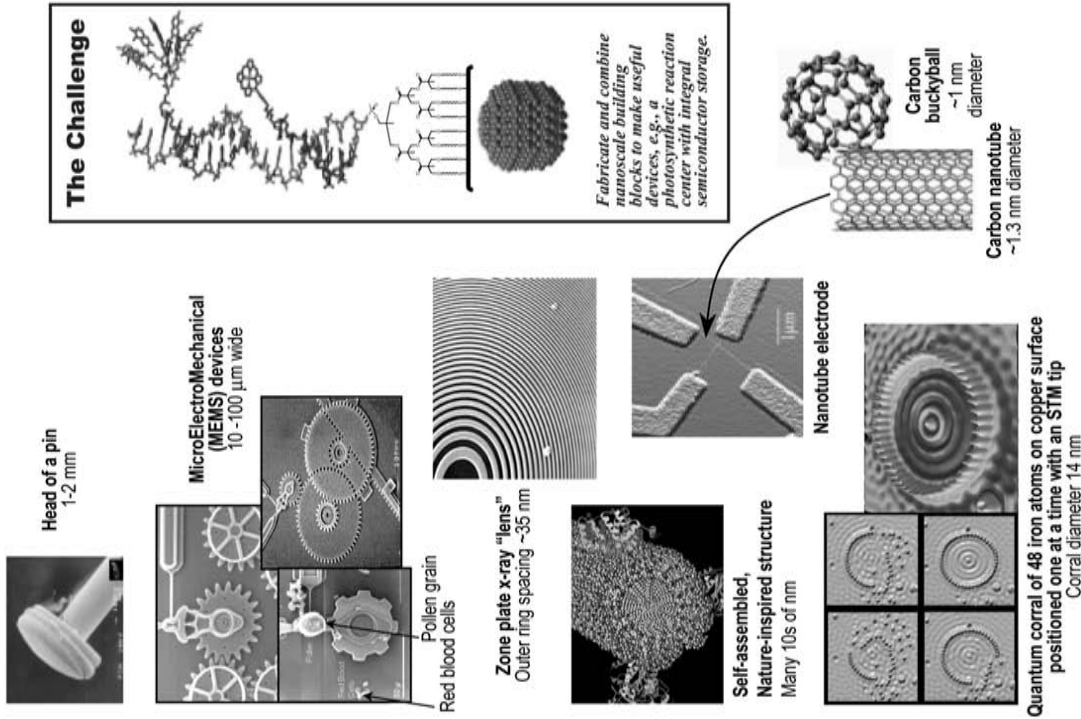 The Challenge
Fabricate and combine
nanoscale building
blocks to make useful
devices, e.g., a
photosynthetic reaction
center with integral
semiconductor storage.
Head of a pin
1-2 mm
MicroElectroMechanical
(MEMS) devices
10 -100 μm wide
Pollen grain
Red blood cells
Zone plate x-ray “lens”
Outer ring spacing ~35 nm
Self-assembled,
Nature-inspired structure
Many 10s of nm
1μm
Nanotube electrode
Carbon
buckyball
~1 nm
diameter
Carbon nanotube
~1.3 nm diameter
Quantum corral of 48 iron atoms on copper surface
positioned one at a time with an STM tip
Corral diameter 14 nm